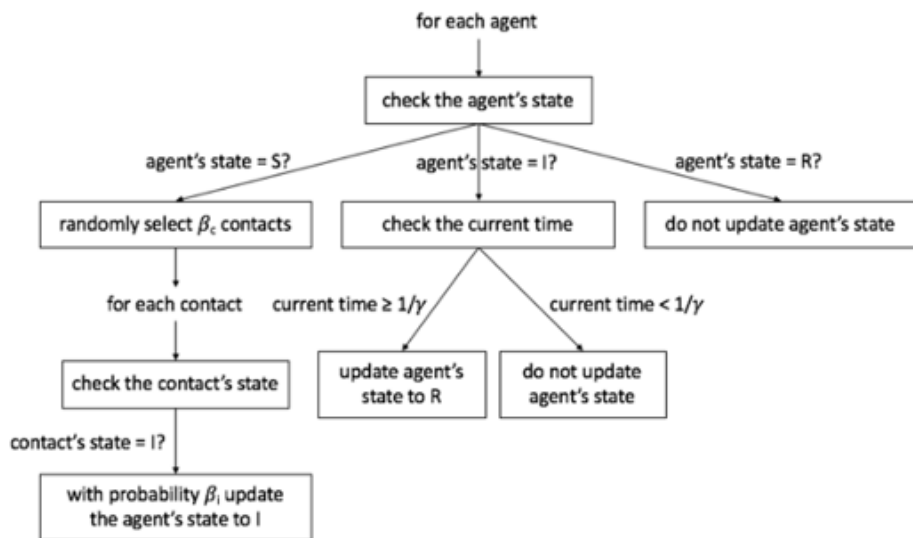 for each agent
check the agent's state
agent's state = S?
agent's state = I?
agent's state = R?
randomly select β_c contacts
check the current time
do not update agent's state
for each contact
current time ≥ 1/γ
current time < 1/γ
check the contact's state
update agent's
state to R
do not update
agent's state
contact's state = I?
with probability β_i update
the agent's state to I